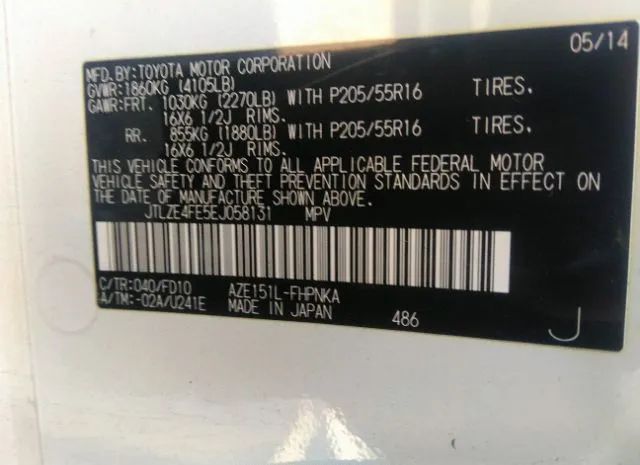 05/14
MFD.BY:TOYOTA MOTOR CORPORATION
GVWR:1860KG (4105LB)
GAWR:FRT. 1030KG (2270LB) WITH P205/55R16 TIRES.
16X6 1/2J RIMS.
RR. 855KG (1880LB) WITH P205/55R16 TIRES.
16X6 1/2J RIMS.
THIS VEHICLE CONFORMS TO ALL APPLICABLE FEDERAL MOTOR
VEHICLE SAFETY AND THEFT PREVENTION STANDARDS IN EFFECT ON
THE DATE OF MANUFACTURE SHOWN ABOVE.
JTLZE4FE5EJ058131 MPV
C/TR:040/FD10 AZE151L-FHPNKA
A/TM:-02A/U241E MADE IN JAPAN 486 J